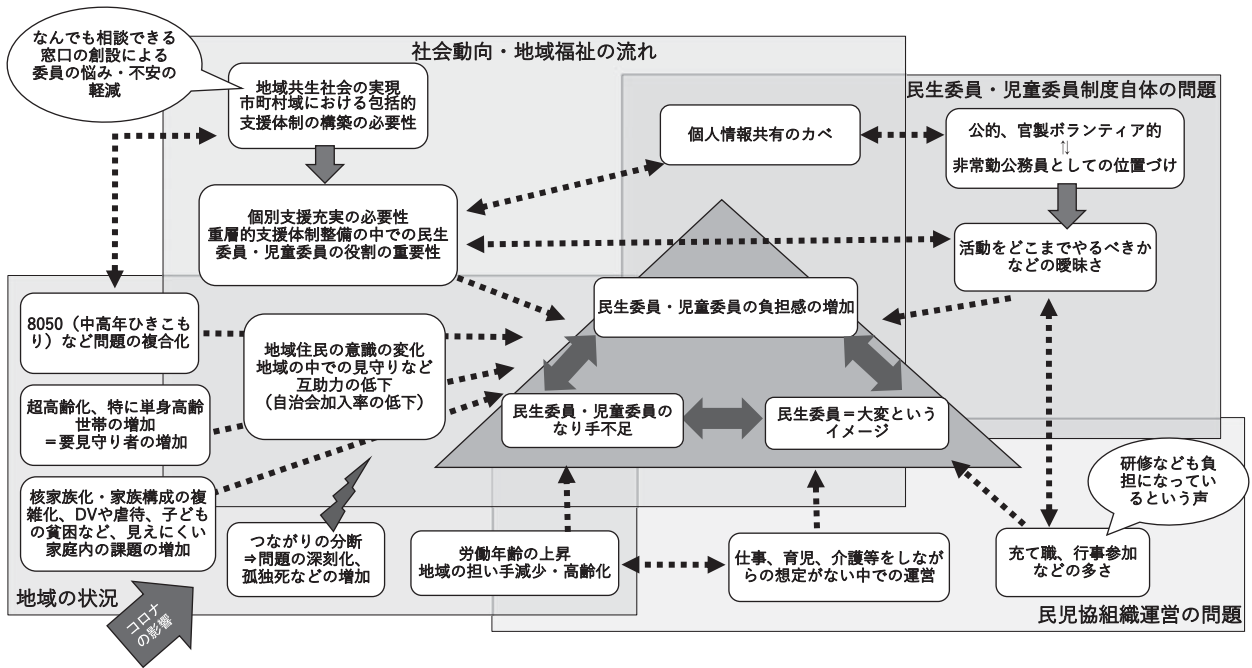 なんでも相談できる
窓口の創設による
委員の悩み・不安の
軽減
社会動向・地域福祉の流れ
地域共生社会の実現
市町村域における包括的
支援体制の構築の必要性
個別支援充実の必要性
重層的支援体制整備の中での民生
委員・児童委員の役割の重要性
個人情報共有のカベ
民生委員・児童委員制度自体の問題
公的、官製ボランティア的
⇅
非常勤公務員としての位置づけ
活動をどこまでやるべきか
などの曖昧さ
8050（中高年ひきこも
り）など問題の複合化
超高齢化、特に単身高齢
世帯の増加
＝要見守り者の増加
核家族化・家族構成の複
雑化、DVや虐待、子ども
の貧困など、見えにくい
家庭内の課題の増加
地域住民の意識の変化
地域の中での見守りなど
互助力の低下
（自治会加入率の低下）
民生委員・児童委員の負担感の増加
民生委員・児童委員の
なり手不足
民生委員＝大変という
イメージ
つながりの分断
⇒問題の深刻化、
孤独死などの増加
労働年齢の上昇
地域の担い手減少・高齢化
仕事、育児、介護等をしなが
らの想定がない中での運営
研修なども負
担になってい
るという声
充て職、行事参加
などの多さ
地域の状況
コロナ
の影響
民児協組織運営の問題